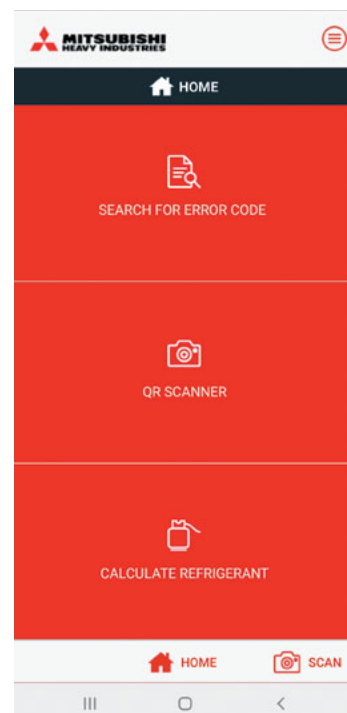 MITSUBISHI
HEAVY INDUSTRIES
HOME
SEARCH FOR ERROR CODE
QR SCANNER
CALCULATE REFRIGERANT
HOME
SCAN